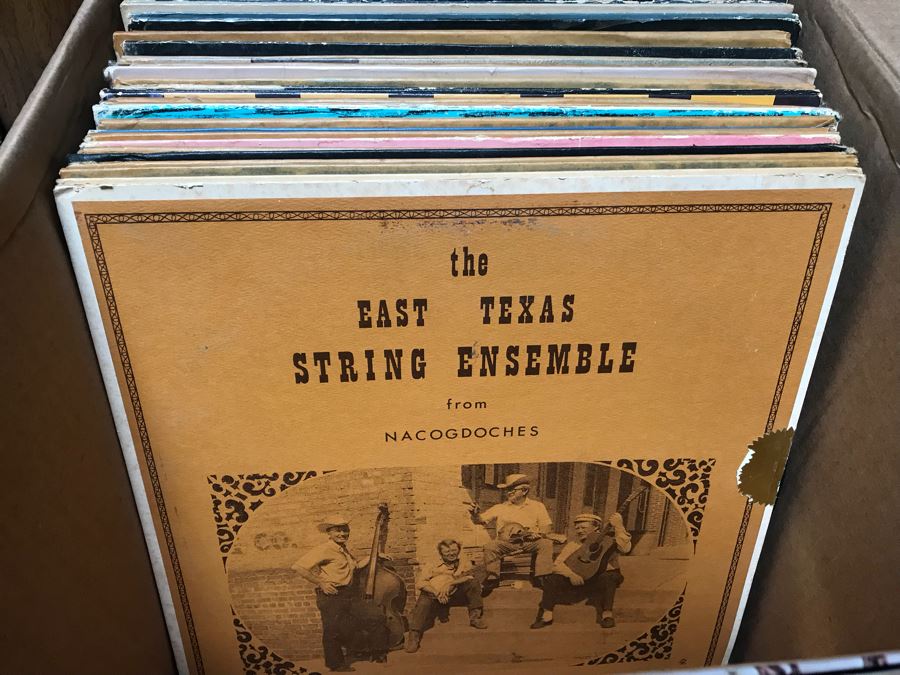 the
EAST TEXAS
STRING ENSEMBLE
from
NACOGDOCHES